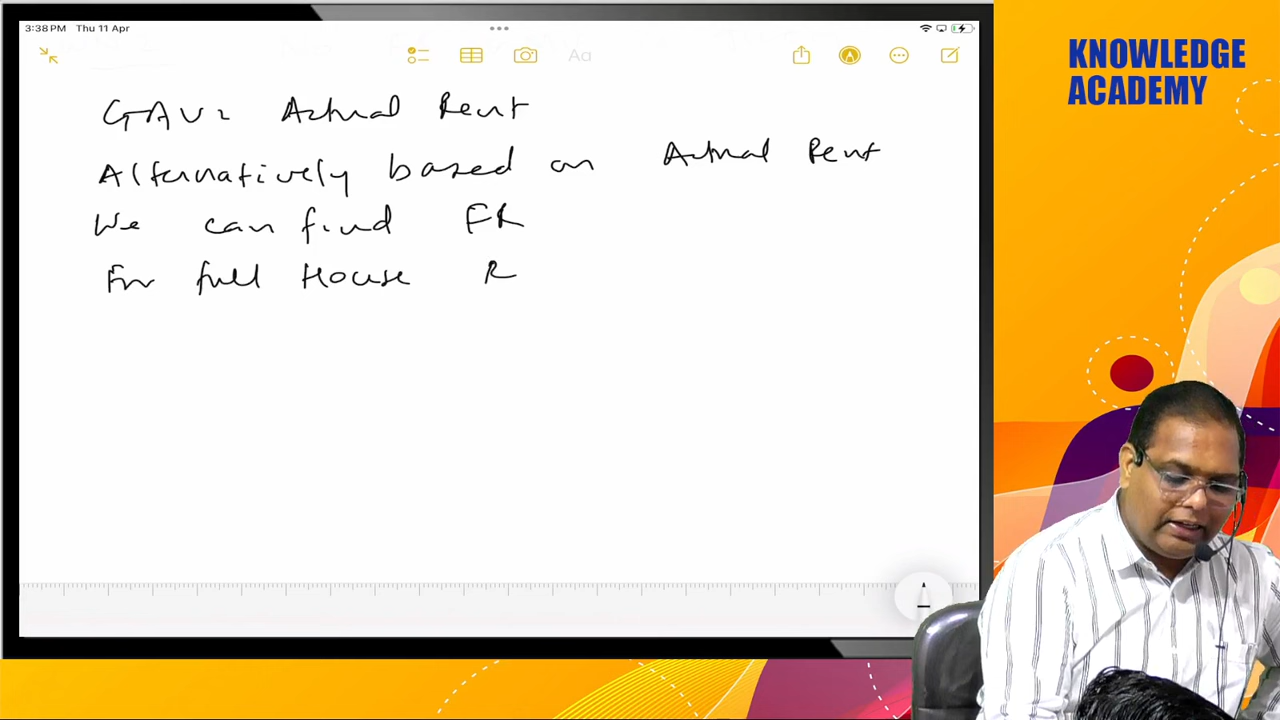 3:38 PM Thu 11 Apr
Aa
KNOWLEDGE
ACADEMY
GAV = Actual Rent
Alternatively based on Actual Rent
We can find FR
For full House R